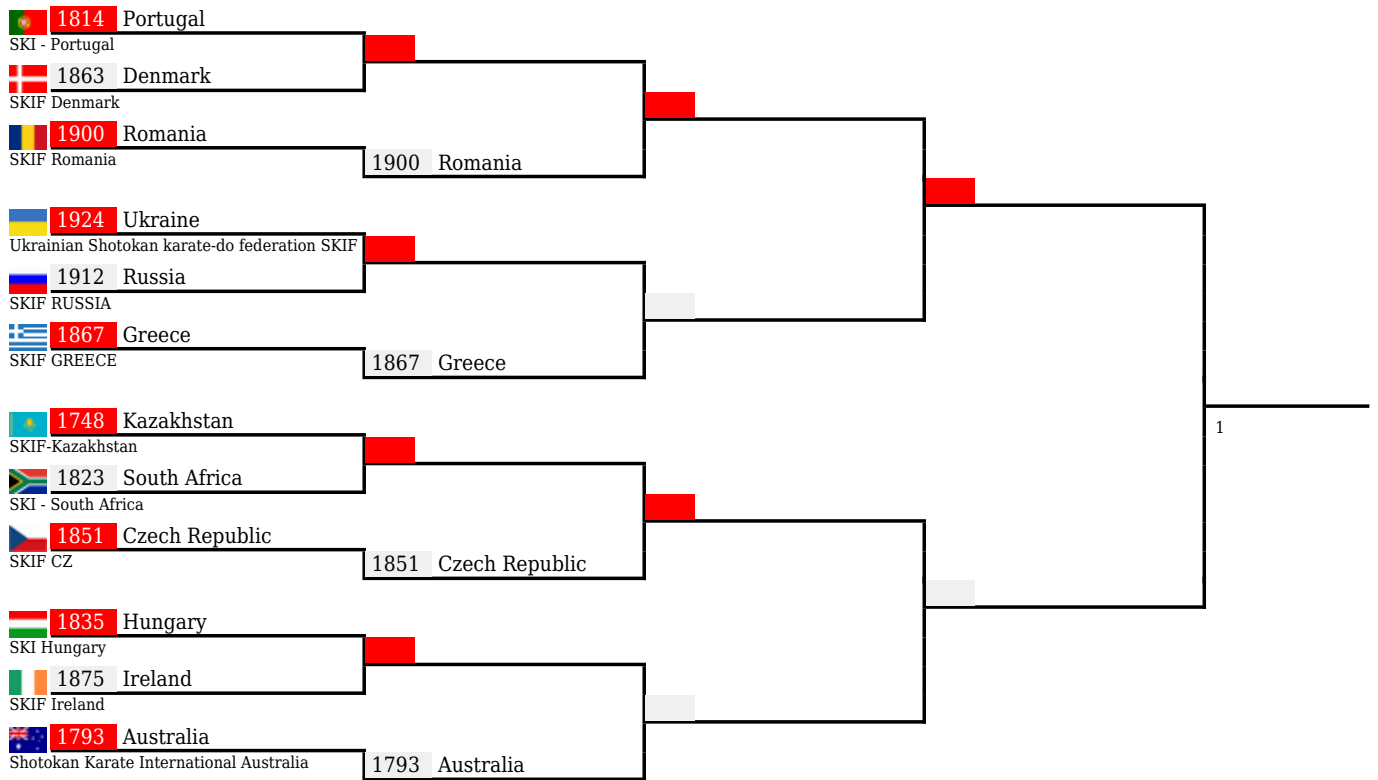 1814 Portugal
SKI - Portugal
1863 Denmark
SKIF Denmark
1900 Romania
SKIF Romania
1900 Romania
1924 Ukraine
Ukrainian Shotokan karate-do federation SKIF
1912 Russia
SKIF RUSSIA
1867 Greece
SKIF GREECE
1867 Greece
1748 Kazakhstan
SKIF-Kazakhstan
1
1823 South Africa
SKI - South Africa
1851 Czech Republic
SKIF CZ
1851 Czech Republic
1835 Hungary
SKI Hungary
1875 Ireland
SKIF Ireland
1793 Australia
Shotokan Karate International Australia
1793 Australia